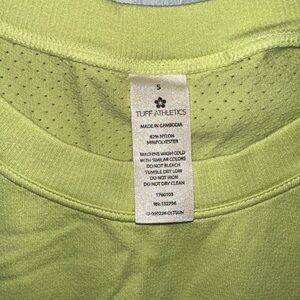 S
TUFF ATHLETICS
MADE IN CAMBODIA
MACHINE WASH COLD
WITH SIMILAR COLORS
DO NOT BLEACH
TUMBLE DRY LOW
DO NOT IRON
DO NOT DRY CLEAN
1760103